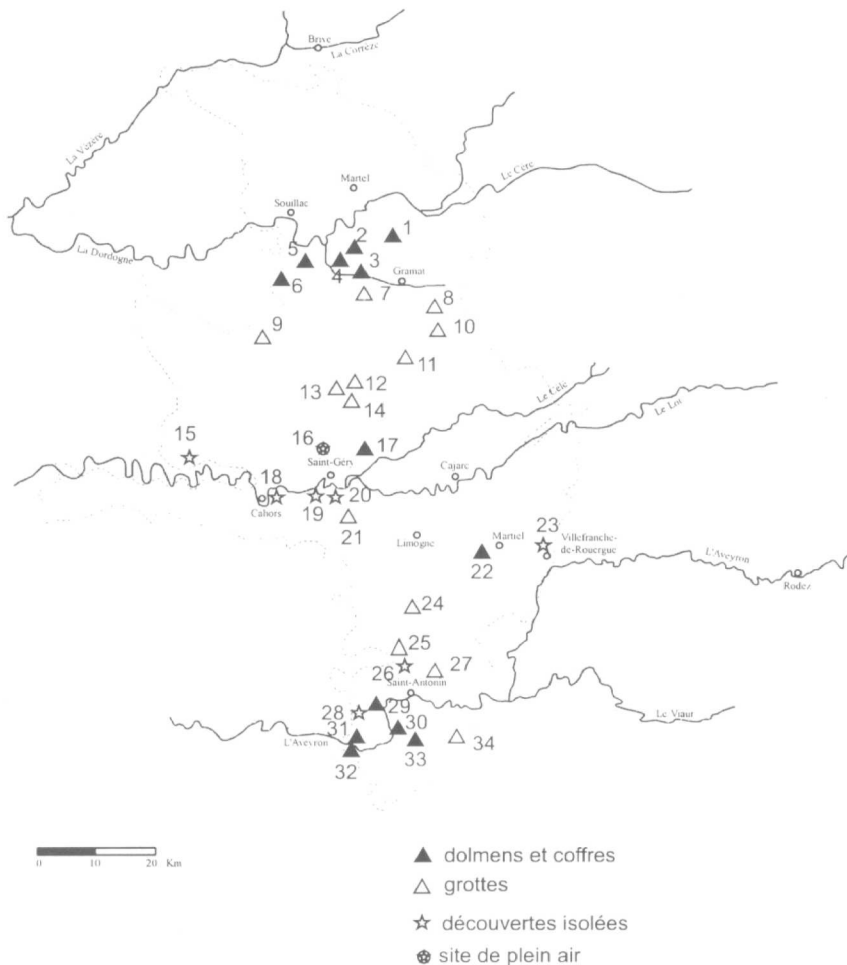 Brive
La Corrèze
La Vézère
Martel
Le Cère
Souillac
La Dordogne
1
2
5
3
4
6
Gramat
7
8
9
10
11
12
13
14
Le Célé
Le Lot
15
16
17
Saint-Géry
Cajarc
18
19
20
Cahors
21
Limogne
Martiel
23
Villefranche-
de-Rouergue
22
L'Aveyron
Rodez
24
25
26
27
Saint-Antonin
28
29
Le Viaur
30
31
L'Aveyron
32
33
34
0 10 20 Km
dolmens et coffres
grottes
découvertes isolées
site de plein air